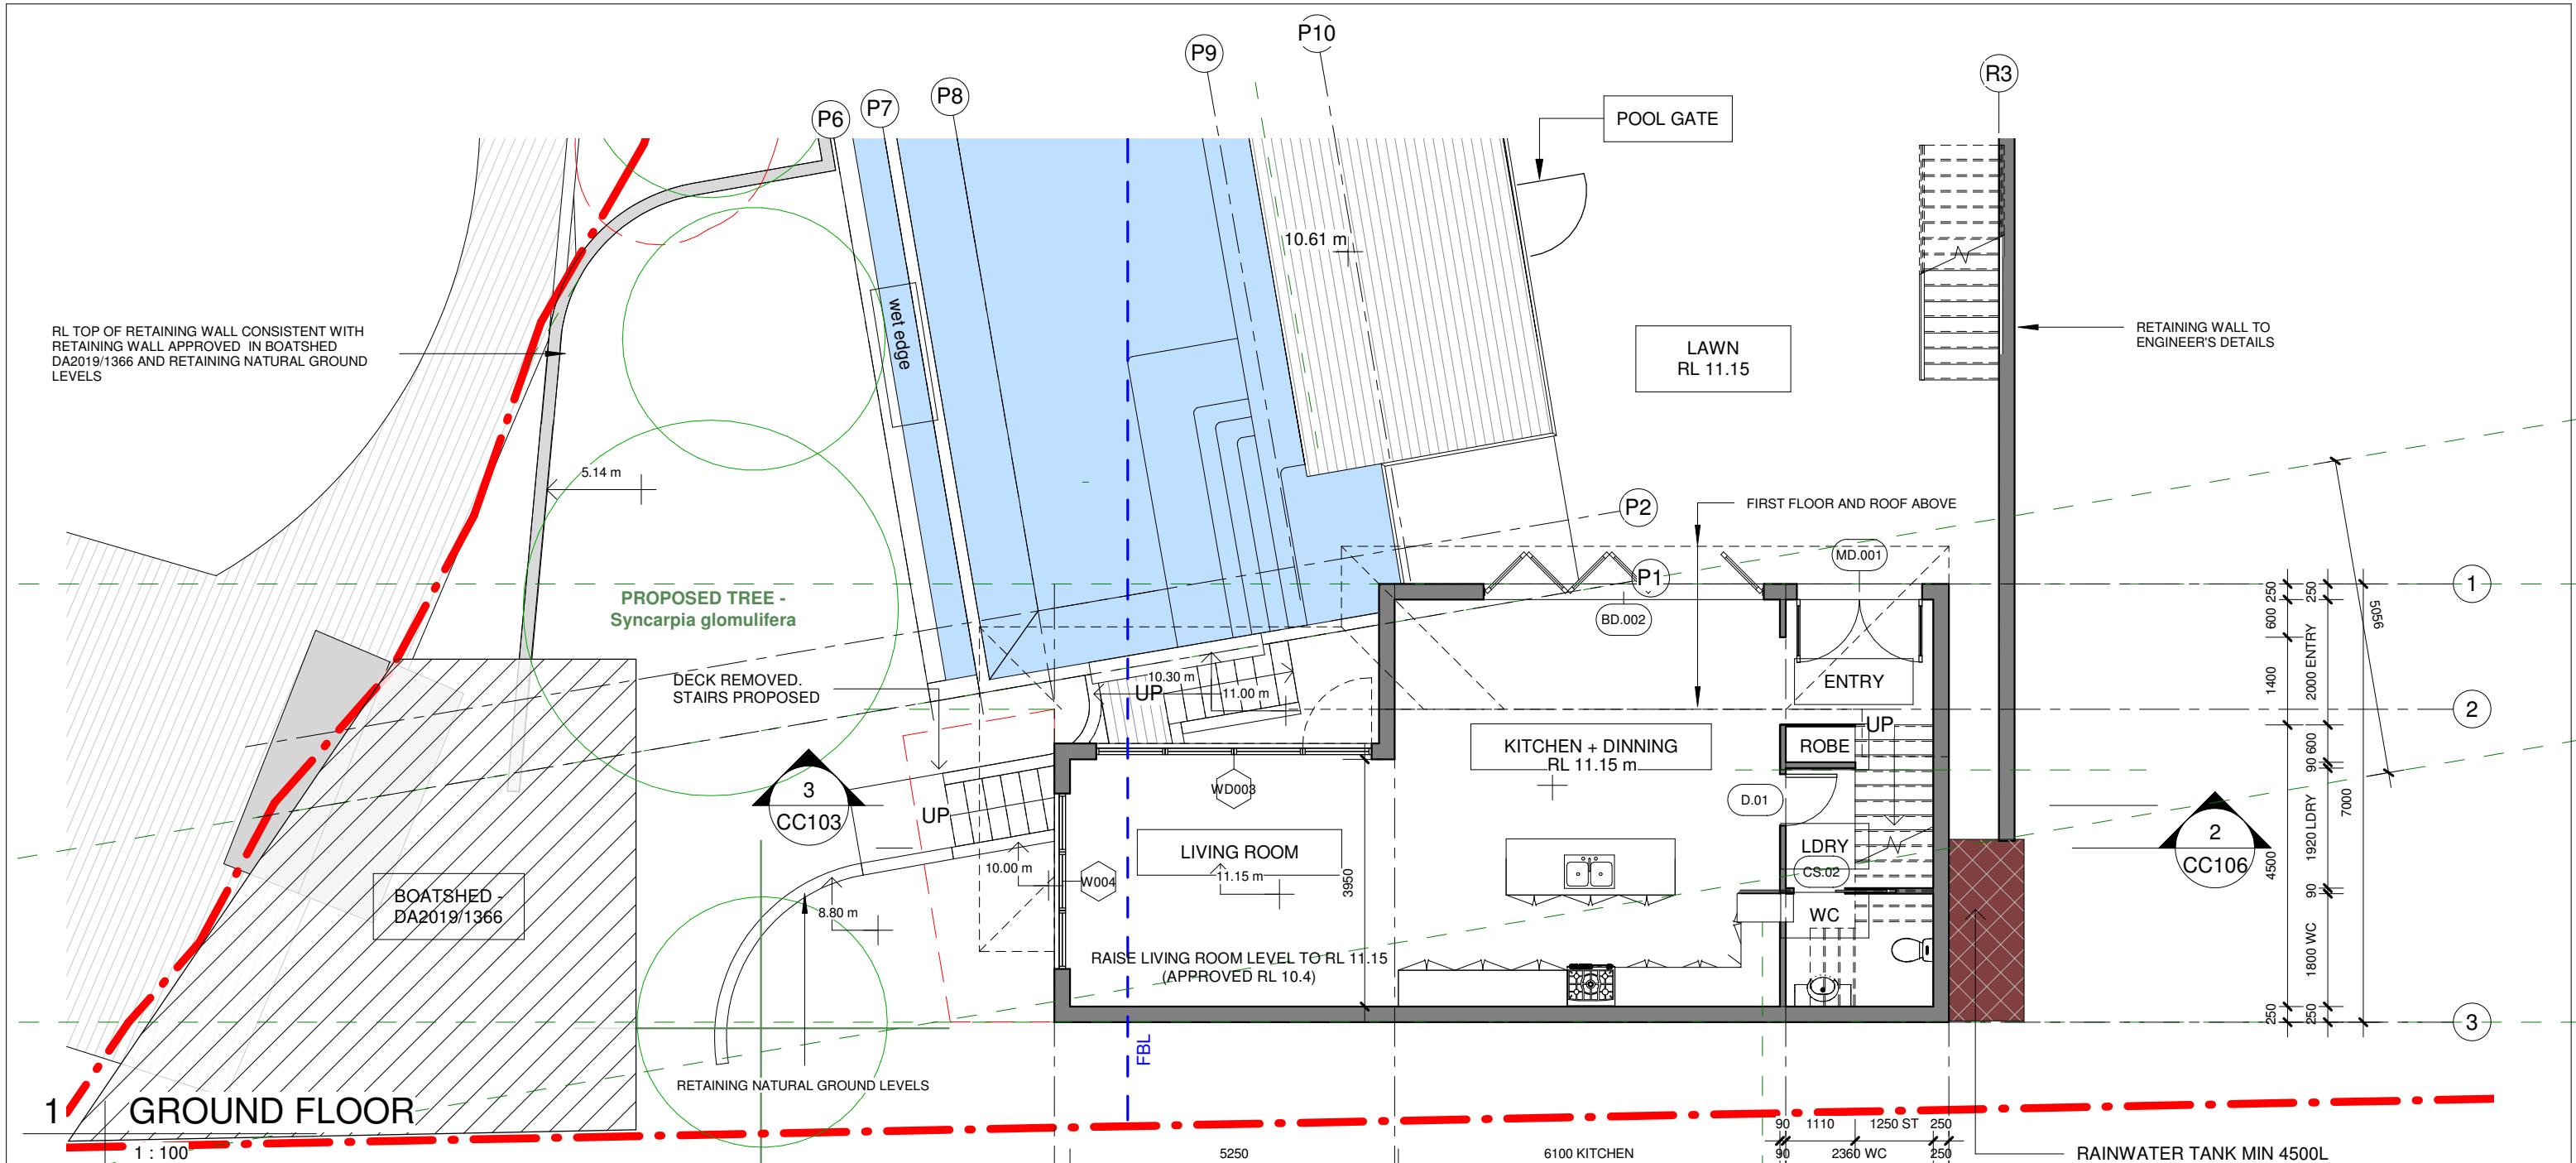 P10
P9
R3
P8
P7
P6
POOL GATE
10.61 m
wet edge
RL TOP OF RETAINING WALL CONSISTENT WITH
RETAINING WALL APPROVED IN BOATSHED
DA2019/1366 AND RETAINING NATURAL GROUND
LEVELS
RETAINING WALL TO
ENGINEER'S DETAILS
LAWN
RL 11.15
5.14 m
P2
FIRST FLOOR AND ROOF ABOVE
MD.001
P1
BD.002
1
PROPOSED TREE -
Syncarpia glomulifera
250
250
600
5056
2000 ENTRY
1400
DECK REMOVED.
STAIRS PROPOSED
10.30 m
UP
11.00 m
ENTRY
2
UP
KITCHEN + DINNING
RL 11.15 m
ROBE
600
90
WD003
D.01
3
CC103
UP
7000
1920 LDRY
2
CC106
LIVING ROOM
11.15 m
LDRY
CS.02
10.00 m
W004
3950
4500
90
BOATSHED -
DA2019/1366
8.80 m
WC
1800 WC
RAISE LIVING ROOM LEVEL TO RL 11.15
(APPROVED RL 10.4)
250
250
3
FBL
RETAINING NATURAL GROUND LEVELS
1 GROUND FLOOR
1 : 100
90 1110 1250 ST 250
5250
6100 KITCHEN
90 2360 WC 250
RAINWATER TANK MIN 4500L